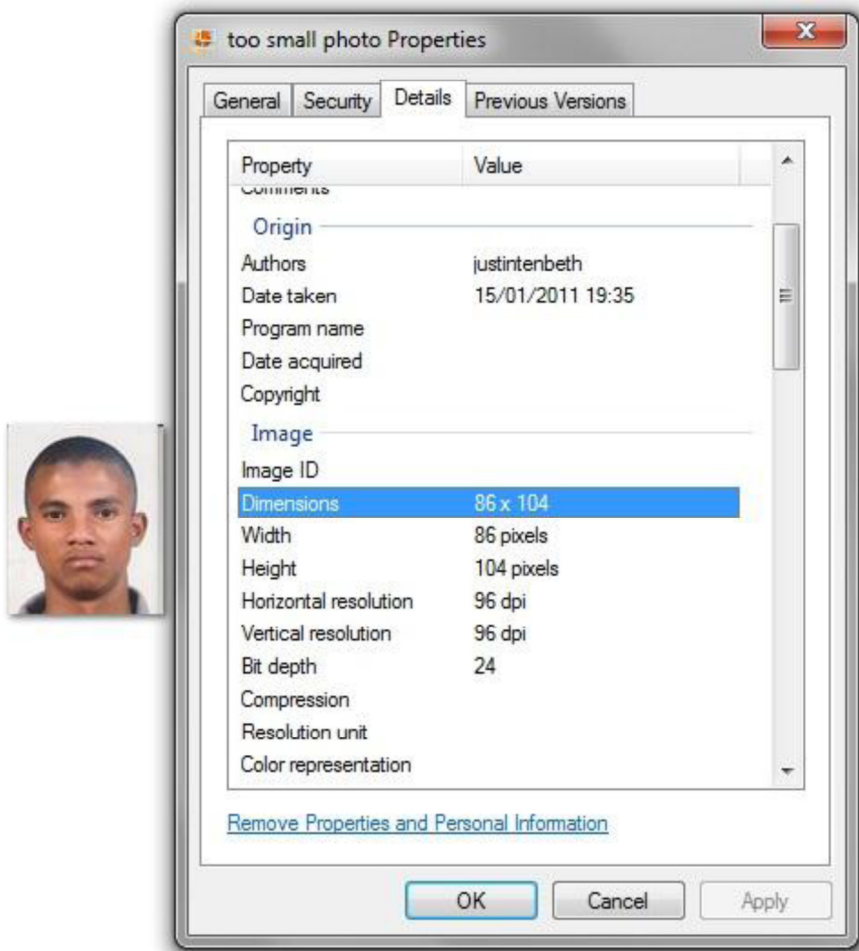 too small photo Properties
General Security Details Previous Versions
Property Value
Comments
Origin
Authors justintenbeth
Date taken 15/01/2011 19:35
Program name
Date acquired
Copyright
Image
Image ID
Dimensions 86 x 104
Width 86 pixels
Height 104 pixels
Horizontal resolution 96 dpi
Vertical resolution 96 dpi
Bit depth 24
Compression
Resolution unit
Color representation
Remove Properties and Personal Information
OK Cancel Apply